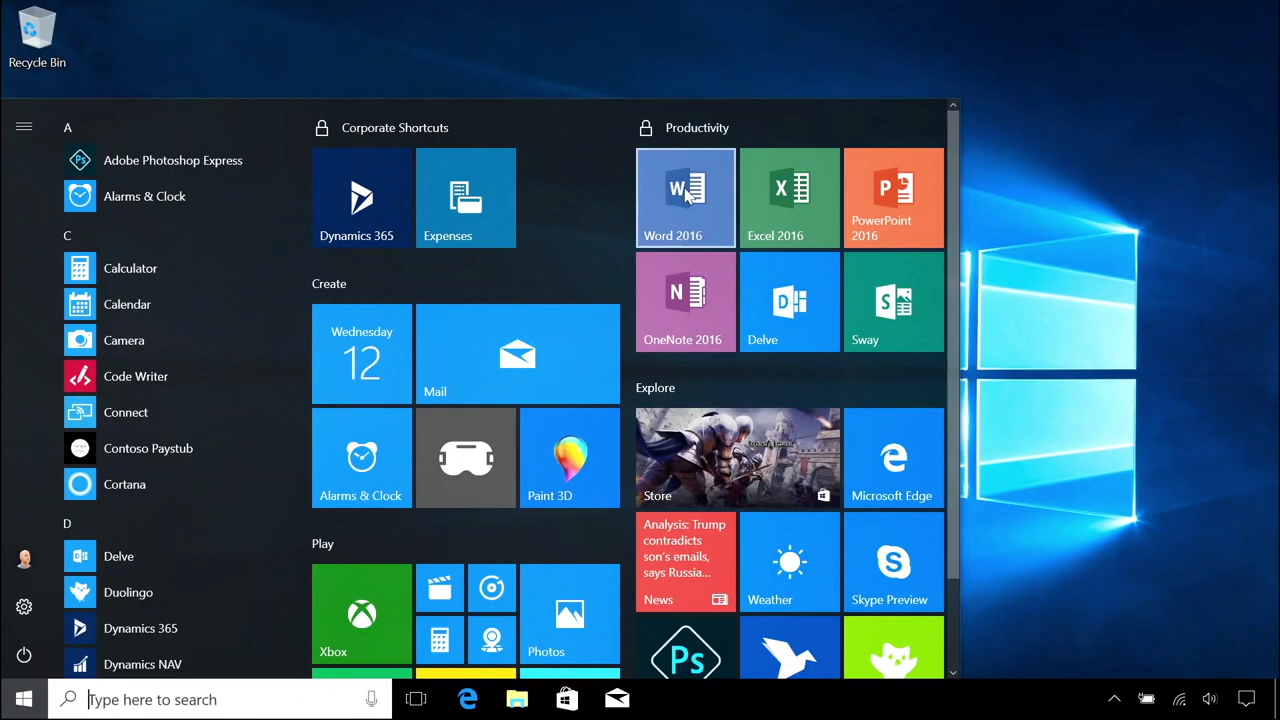 Recycle Bin
A
Adobe Photoshop Express
Alarms & Clock
C
Calculator
Calendar
Camera
Code Writer
Connect
Contoso Paystub
Cortana
D
Delve
Duolingo
Dynamics 365
Dynamics NAV
Corporate Shortcuts
Dynamics 365
Expenses
Create
Wednesday
12
Mail
Alarms & Clock
Paint 3D
Play
Xbox
Photos
Productivity
W
Word 2016
X
Excel 2016
P
PowerPoint
2016
N
OneNote 2016
D
Delve
S
Sway
Explore
Store
Microsoft Edge
Analysis: Trump
contradicts
son's emails,
says Russia...
News
Weather
Skype Preview
Ps
Type here to search